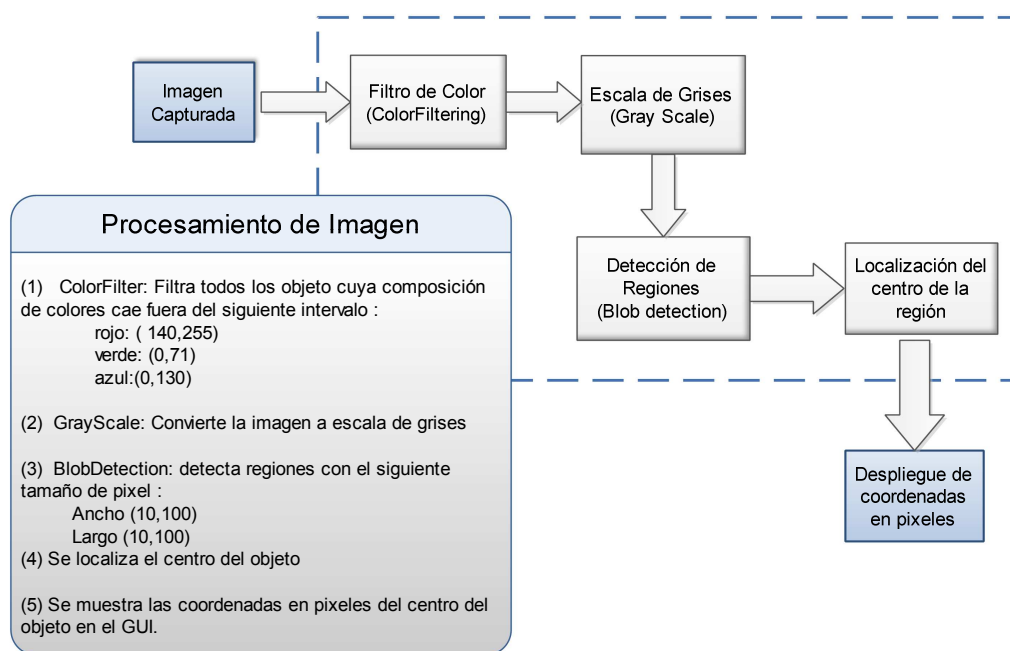 Imagen
Capturada
Filtro de Color
(ColorFiltering)
Escala de Grises
(Gray Scale)
Detección de
Regiones
(Blob detection)
Localización del
centro de la
región
Despliegue de
coordenadas
en pixeles
Procesamiento de Imagen
(1) ColorFilter: Filtra todos los objeto cuya composición
de colores cae fuera del siguiente intervalo :
rojo: ( 140,255)
verde: (0,71)
azul:(0,130)
(2) GrayScale: Convierte la imagen a escala de grises
(3) BlobDetection: detecta regiones con el siguiente
tamaño de pixel :
Ancho (10,100)
Largo (10,100)
(4) Se localiza el centro del objeto
(5) Se muestra las coordenadas en pixeles del centro del
objeto en el GUI.